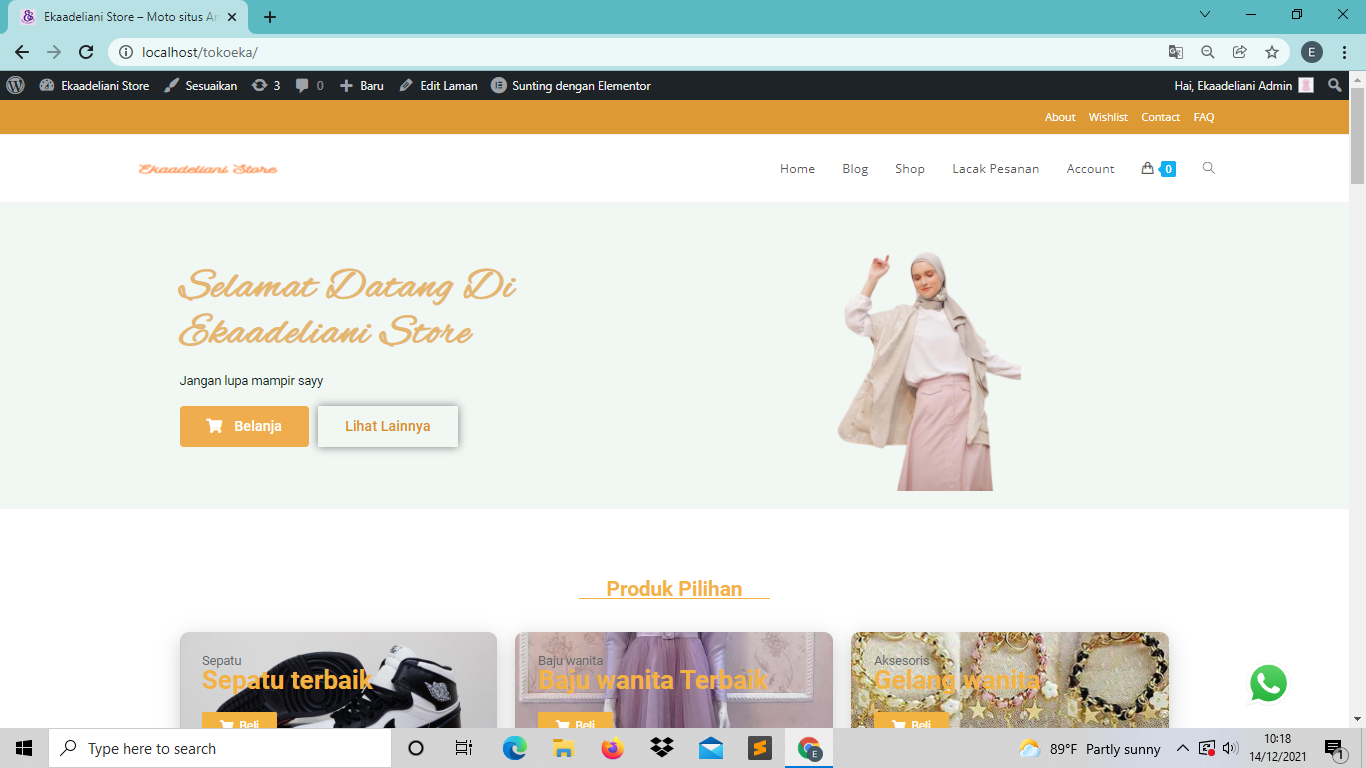 Ekaadeliani Store – Moto situs An
localhost/tokoeka/
E
Ekaadeliani Store Sesuaikan 3 0 Baru Edit Laman Sunting dengan Elementor Hai, Ekaadeliani Admin
About Wishlist Contact FAQ
Ekaadeliani Store Home Blog Shop Lacak Pesanan Account 0
Selamat Datang Di
Ekaadeliani Store
Jangan lupa mampir sayy
Belanja Lihat Lainnya
Produk Pilihan
Sepatu Baju wanita Aksesoris
Sepatu terbaik Baju wanita Terbaik Gelang wanita
Beli Beli Beli
Type here to search
E
89°F Partly sunny
10:18
14/12/2021
1